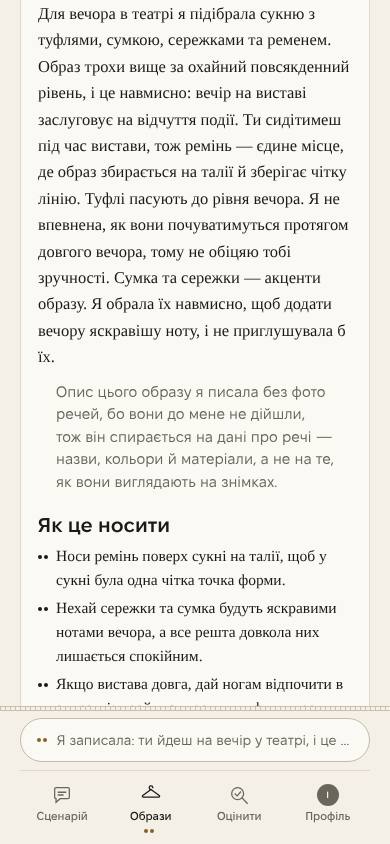 Для вечора в театрі я підібрала сукню з
туфлями, сумкою, сережками та ременем.
Образ трохи вище за охайний повсякденний
рівень, і це навмисно: вечір на виставі
заслуговує на відчуття події. Ти сидітимеш
під час вистави, тож ремінь — єдине місце,
де образ збирається на талії й зберігає чітку
лінію. Туфлі пасують до рівня вечора. Я не
впевнена, як вони почуватимуться протягом
довгого вечора, тому не обіцяю тобі
зручності. Сумка та сережки — акценти
образу. Я обрала їх навмисно, щоб додати
вечору яскравішу ноту, і не приглушувала б
їх.
Опис цього образу я писала без фото
речей, бо вони до мене не дійшли,
тож він спирається на дані про речі —
назви, кольори й матеріали, а не на те,
як вони виглядають на знімках.
Як це носити
•• Носи ремінь поверх сукні на талії, щоб у
сукні була одна чітка точка форми.
•• Нехай сережки та сумка будуть яскравими
нотами вечора, а все решта довкола них
лишається спокійним.
•• Якщо вистава довга, дай ногам відпочити в
•• Я записала: ти йдеш на вечір у театрі, і це ...
Сценарій
Образи
Оцінити
І
Профіль